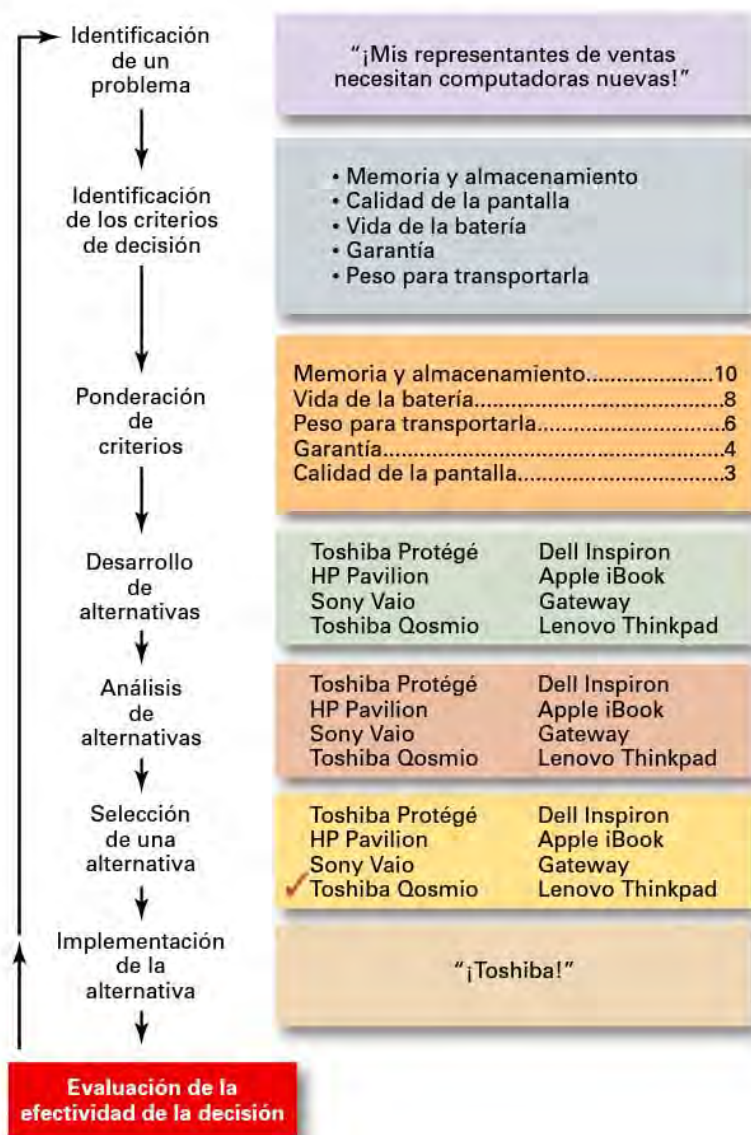 Identificación
de un
problema
“¡Mis representantes de ventas
necesitan computadoras nuevas!”
Identificación
de los criterios
de decisión
• Memoria y almacenamiento
• Calidad de la pantalla
• Vida de la batería
• Garantía
• Peso para transportarla
Ponderación
de
criterios
Memoria y almacenamiento.....................10
Vida de la batería..........................................8
Peso para transportarla................................6
Garantía.........................................................4
Calidad de la pantalla...................................3
Desarrollo
de
alternativas
Toshiba Protégé Dell Inspiron
HP Pavilion Apple iBook
Sony Vaio Gateway
Toshiba Qosmio Lenovo Thinkpad
Análisis
de
alternativas
Toshiba Protégé Dell Inspiron
HP Pavilion Apple iBook
Sony Vaio Gateway
Toshiba Qosmio Lenovo Thinkpad
Selección
de una
alternativa
Toshiba Protégé Dell Inspiron
HP Pavilion Apple iBook
Sony Vaio Gateway
✓Toshiba Qosmio Lenovo Thinkpad
Implementación
de la
alternativa
“¡Toshiba!”
Evaluación de la
efectividad de la decisión